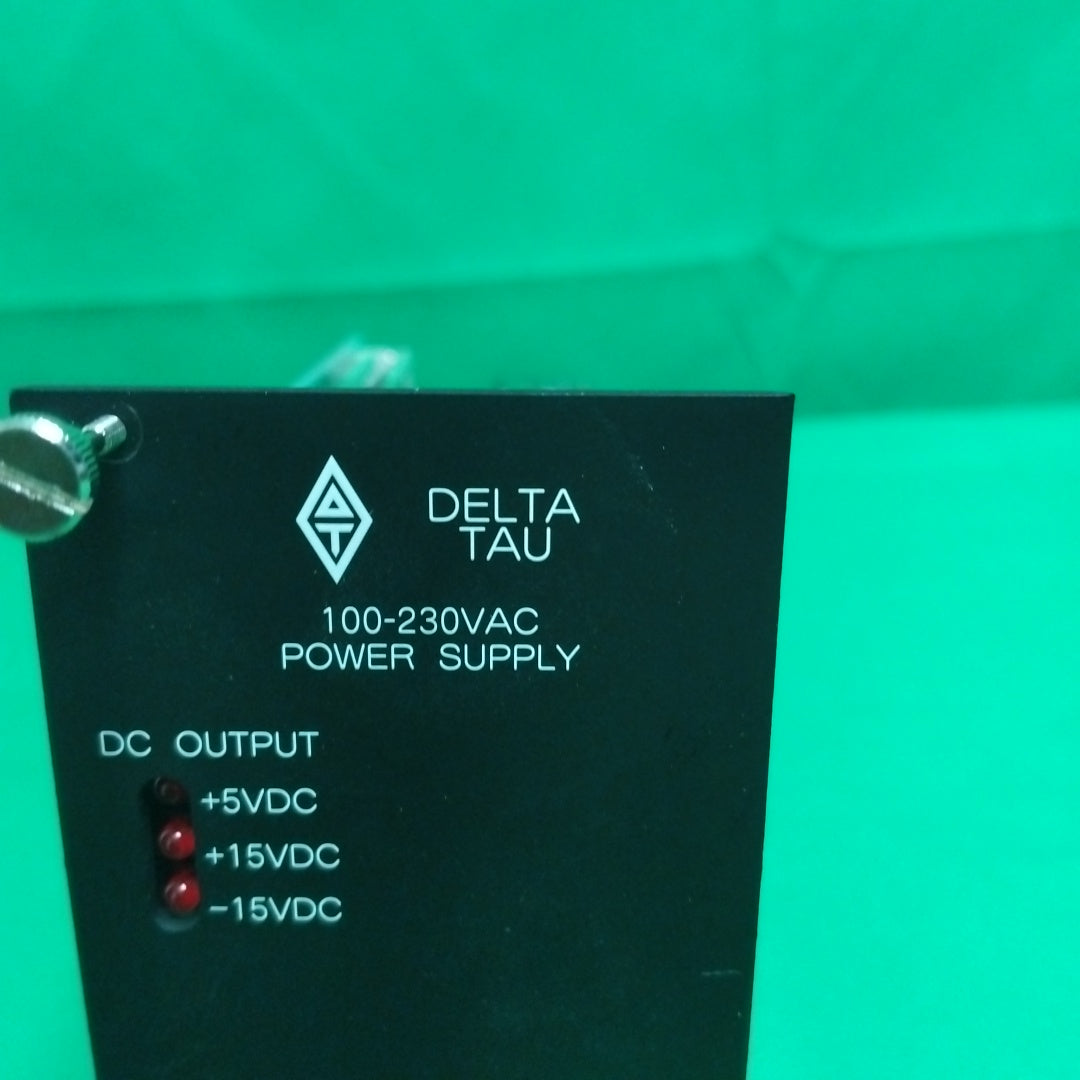 DELTA
TAU
100-230VAC
POWER SUPPLY
DC OUTPUT
+5VDC
+15VDC
-15VDC